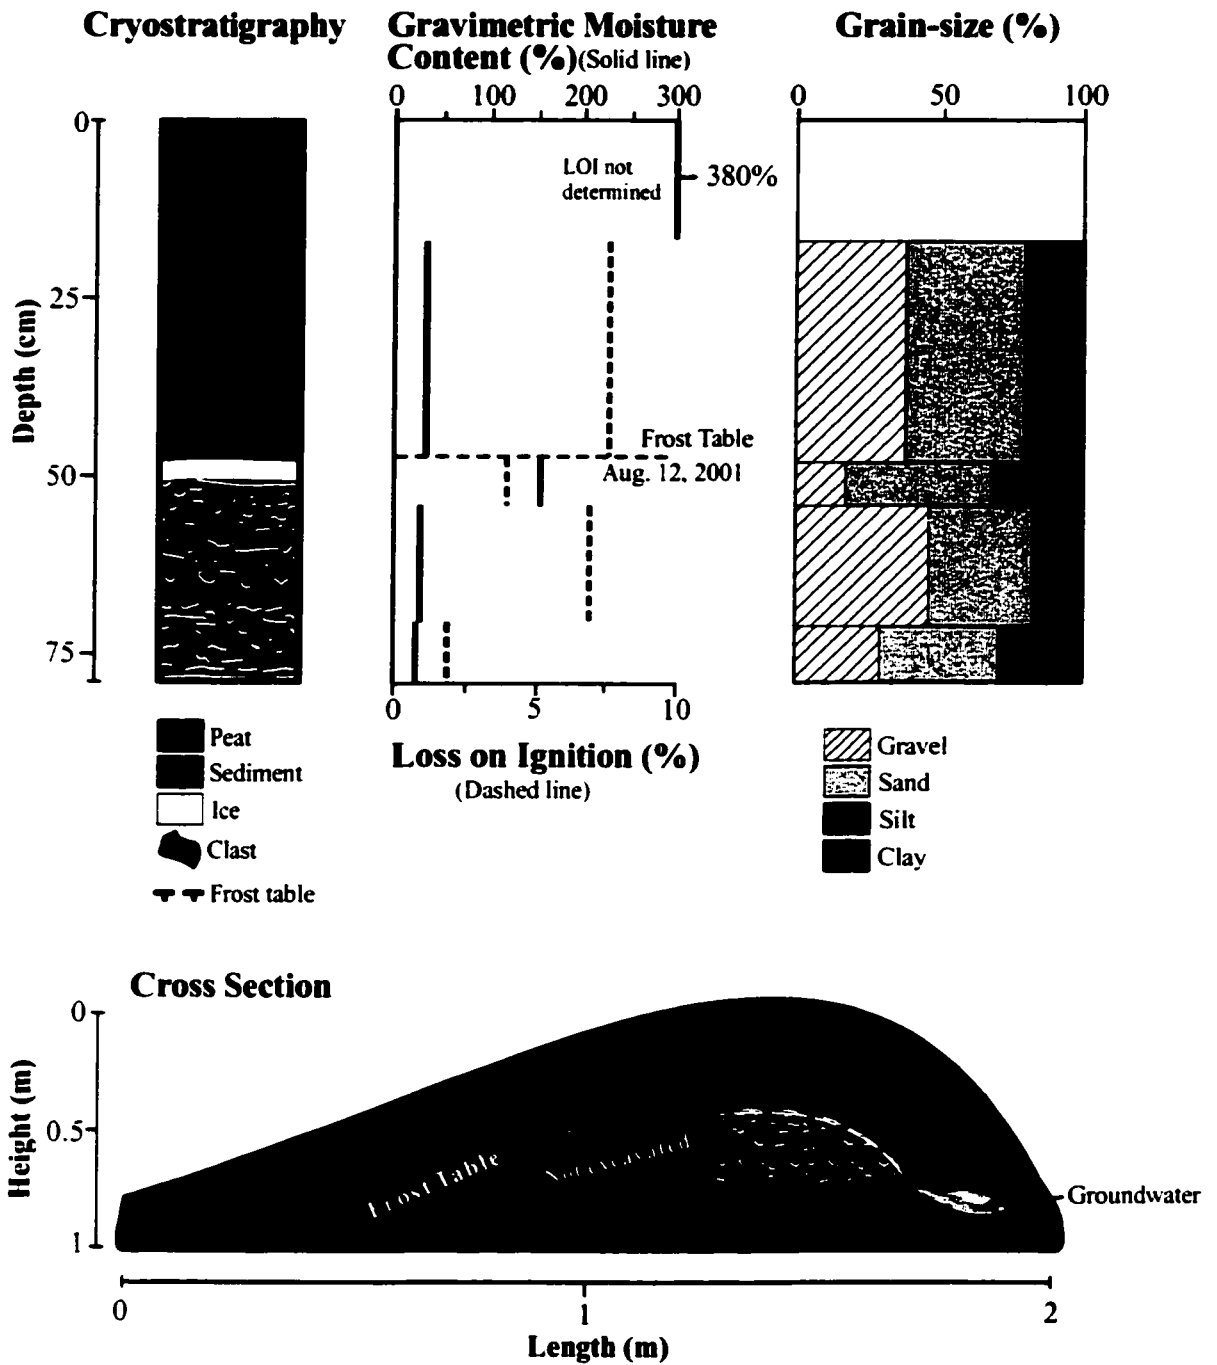 Cryostratigraphy
Gravimetric Moisture
Content (%)(Solid line)
Grain-size (%)
0 100 200 300
0 50 100
0
25
50
75
Depth (cm)
LOI not
determined
380%
Frost Table
Aug. 12, 2001
0 5 10
Loss on Ignition (%)
(Dashed line)
Peat
Sediment
Ice
Clast
Frost table
Gravel
Sand
Silt
Clay
Cross Section
0
0.5
1
Height (m)
Frost Table
Not excavated
Groundwater
0 1 2
Length (m)